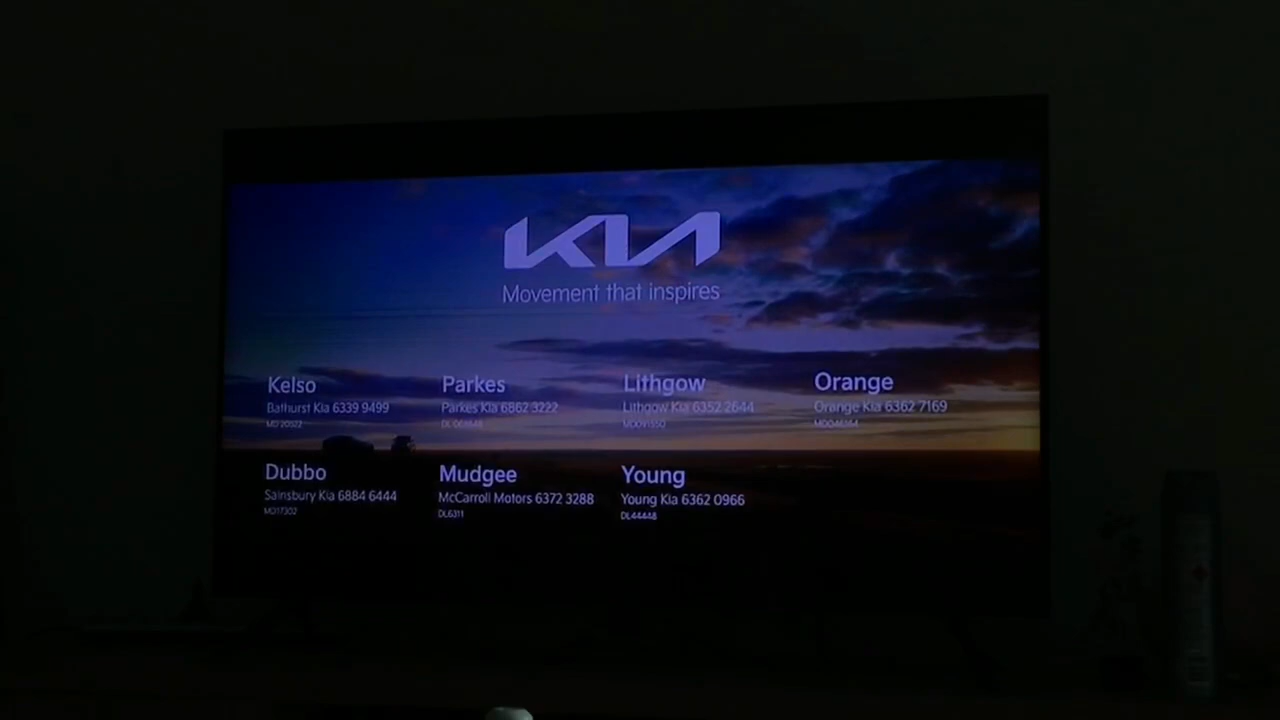 KIA
Movement that inspires
Kelso
Bathurst Kia 6339 9499
Parkes
Parkes Kia 6862 3222
Lithgow
Lithgow Kia 6352 2644
Orange
Orange Kia 6362 7169
Dubbo
Sainsbury Kia 6884 6444
MD17302
Mudgee
McCarroll Motors 6372 3288
DL6311
Young
Young Kia 6362 0966
DL44448